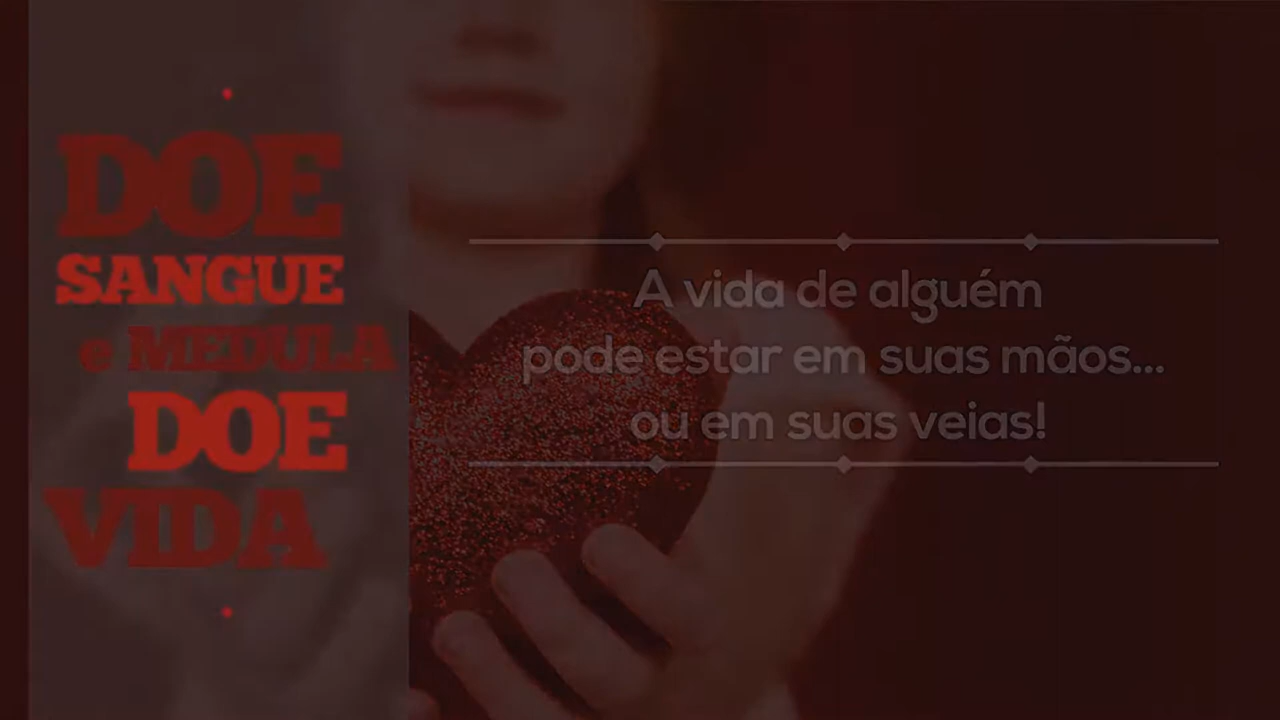 DOE
SANGUE
e MEDULA
DOE
VIDA
A vida de alguém
pode estar em suas mãos...
ou em suas veias!